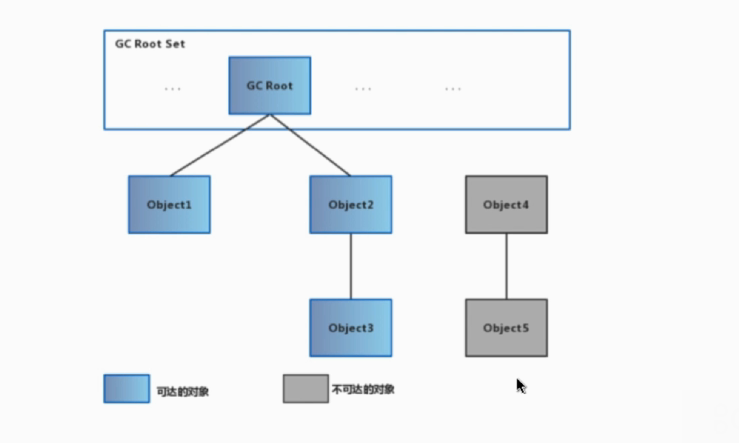 GC Root Set
... GC Root ... ...
Object1 Object2 Object4
Object3 Object5
可达的对象 不可达的对象